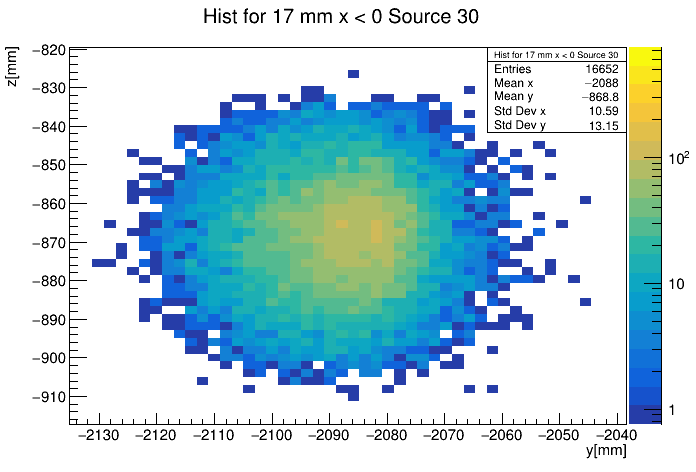 Hist for 17 mm x < 0 Source 30
z[mm]
−820
−830
−840
−850
−860
−870
−880
−890
−900
−910
Hist for 17 mm x < 0 Source 30
Entries 16652
Mean x −2088
Mean y −868.8
Std Dev x 10.59
Std Dev y 13.15
10²
10
1
−2130 −2120 −2110 −2100 −2090 −2080 −2070 −2060 −2050 −2040
y[mm]